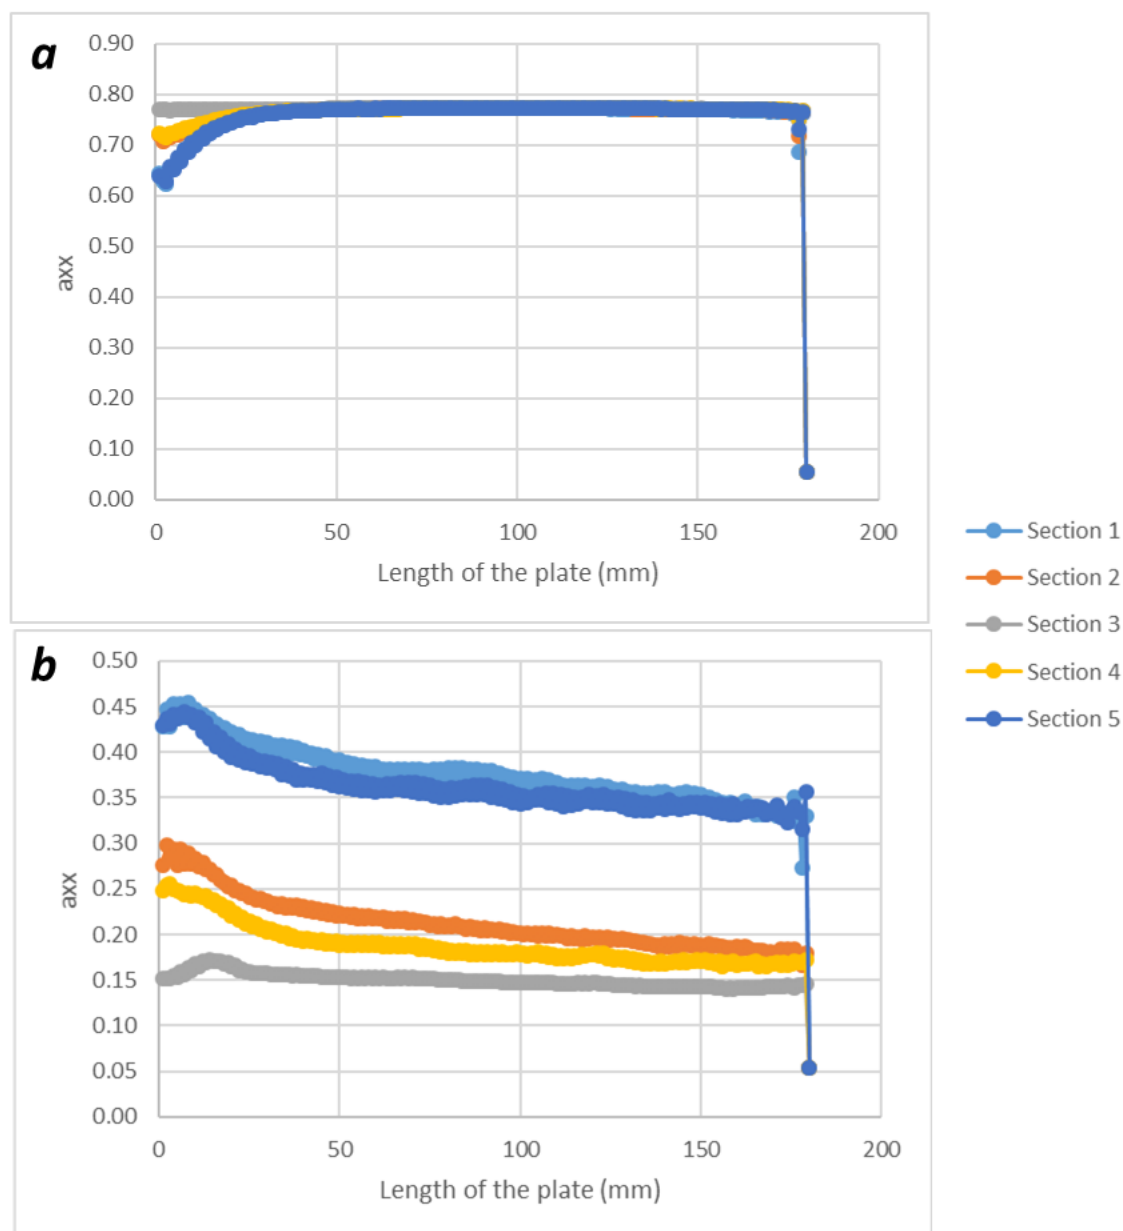 a
0.90
0.80
0.70
0.60
0.50
0.40
0.30
0.20
0.10
0.00
axx
0 50 100 150 200
Length of the plate (mm)
Section 1
Section 2
Section 3
Section 4
Section 5
b
0.50
0.45
0.40
0.35
0.30
0.25
0.20
0.15
0.10
0.05
0.00
axx
0 50 100 150 200
Length of the plate (mm)